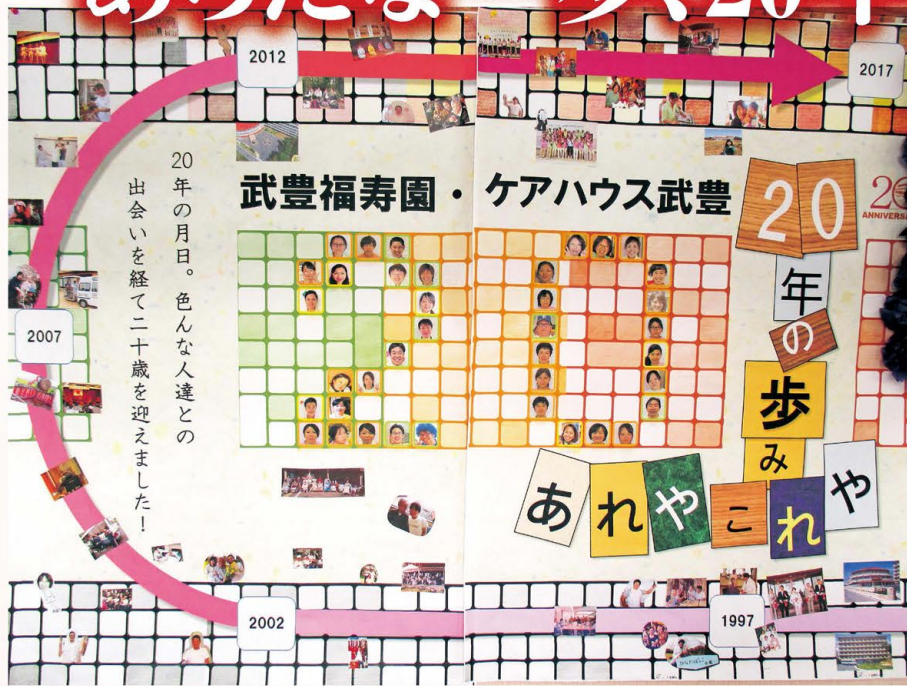 2012
2017
20年の月日。色んな人達との
出会いを経て二十歳を迎えました!
武豊福寿園・ケアハウス武豊
20
年の
歩み
あれやこれや
20
ANNIVERSA
2007
2002
1997